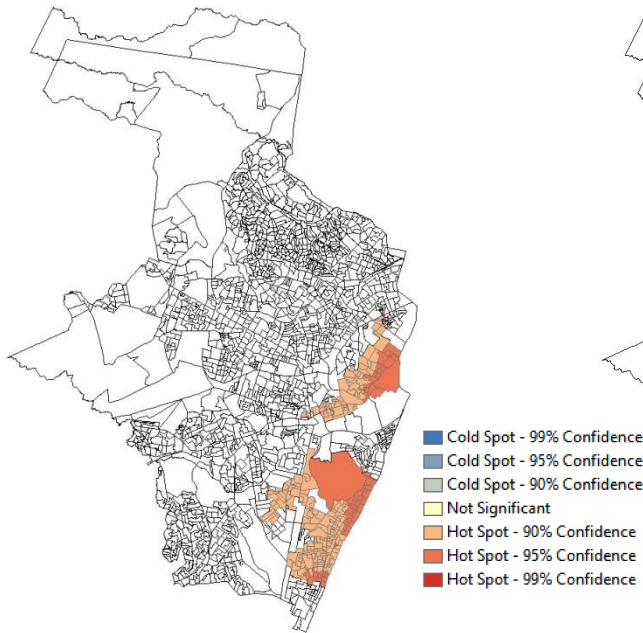 Cold Spot - 99% Confidence
Cold Spot - 95% Confidence
Cold Spot - 90% Confidence
Not Significant
Hot Spot - 90% Confidence
Hot Spot - 95% Confidence
Hot Spot - 99% Confidence